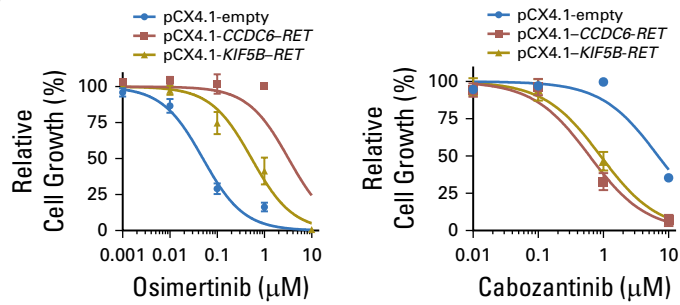 pCX4.1-empty
pCX4.1-CCDC6–RET
pCX4.1–KIF5B–RET
Relative
Cell Growth (%)
100
75
50
25
0
0.001 0.01 0.1 1 10
Osimertinib (μM)
pCX4.1-empty
pCX4.1-CCDC6-RET
pCX4.1–KIF5B-RET
Relative
Cell Growth (%)
100
75
50
25
0
0.01 0.1 1 10
Cabozantinib (μM)